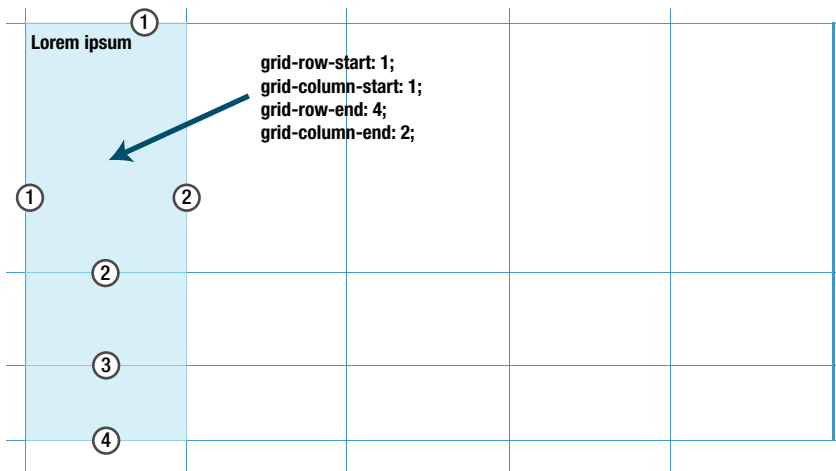 1
Lorem ipsum
grid-row-start: 1;
grid-column-start: 1;
grid-row-end: 4;
grid-column-end: 2;
1
2
2
3
4